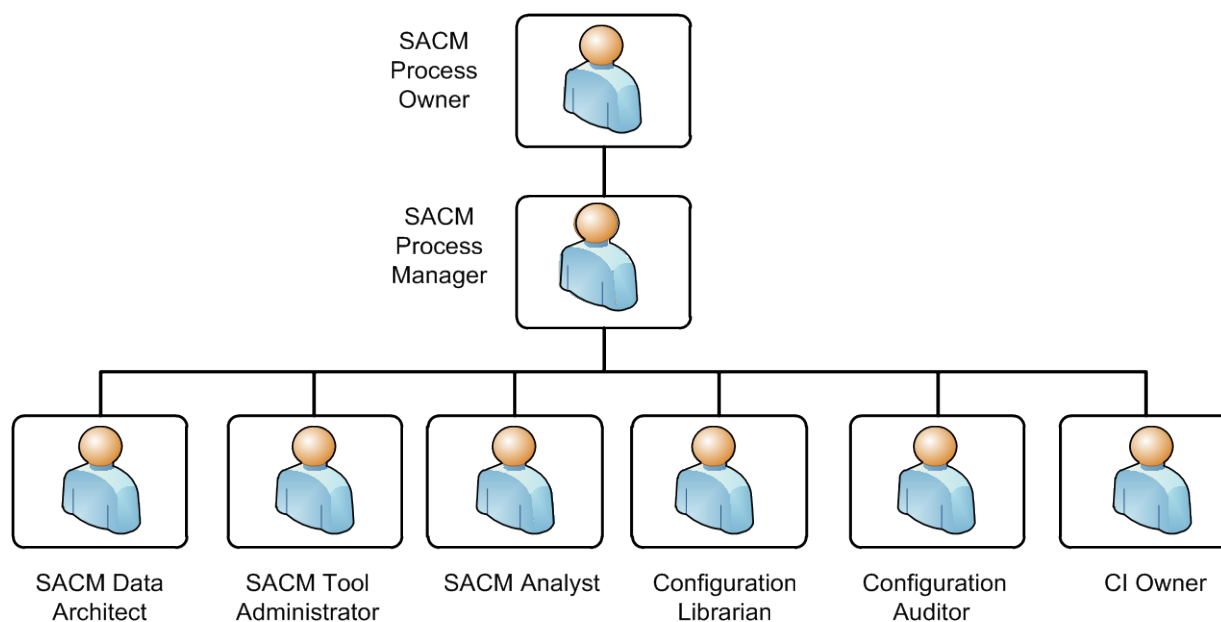 SACM
Process
Owner
SACM
Process
Manager
SACM Data
Architect
SACM Tool
Administrator
SACM Analyst
Configuration
Librarian
Configuration
Auditor
CI Owner